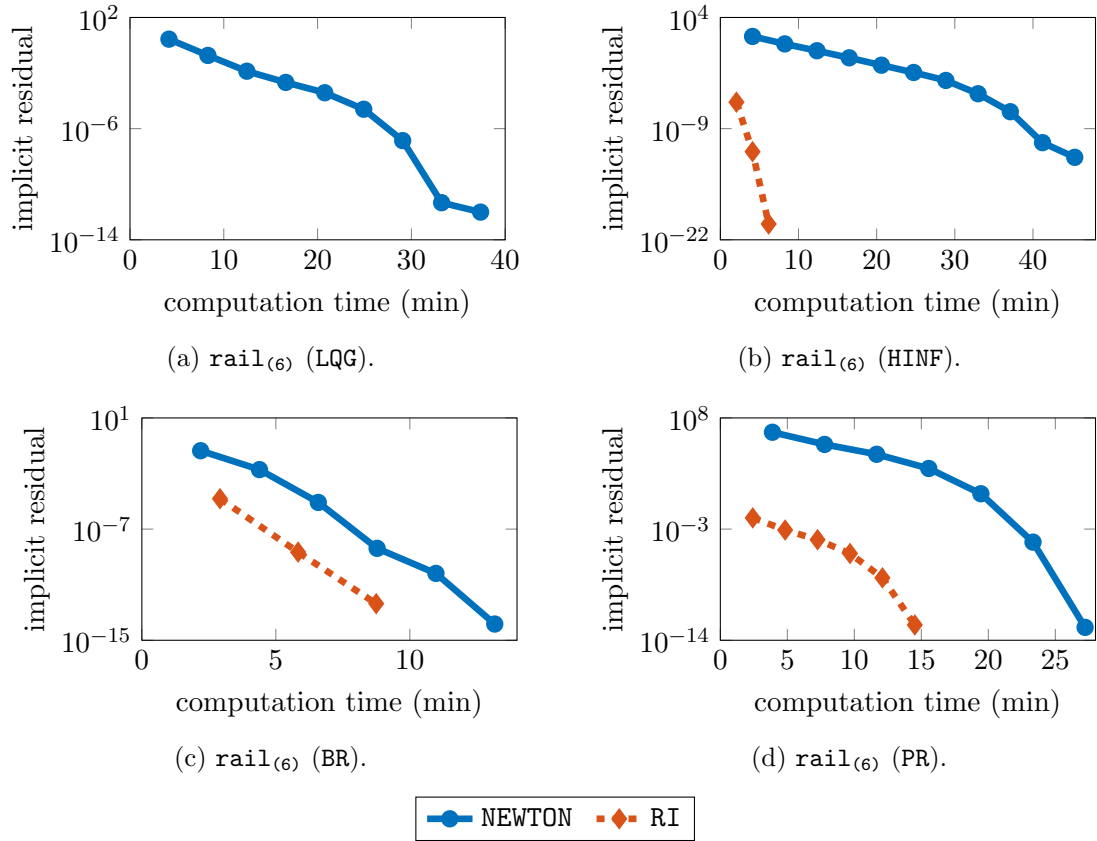 10^2
10^−6
10^−14
implicit residual
0 10 20 30 40
computation time (min)
(a) rail(6) (LQG).
10^4
10^−9
10^−22
implicit residual
0 10 20 30 40
computation time (min)
(b) rail(6) (HINF).
10^1
10^−7
10^−15
implicit residual
0 5 10
computation time (min)
(c) rail(6) (BR).
10^8
10^−3
10^−14
implicit residual
0 5 10 15 20 25
computation time (min)
(d) rail(6) (PR).
NEWTON RI